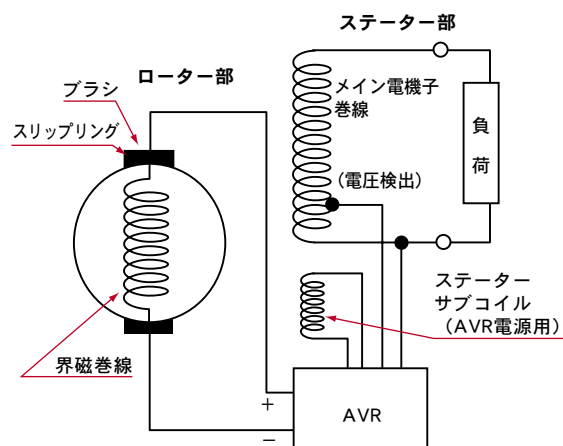 ステーター部
ローター部
ブラシ
スリップリング
メイン電機子
巻線
負荷
(電圧検出)
ステーター
サブコイル
(AVR電源用)
界磁巻線
+
−
AVR